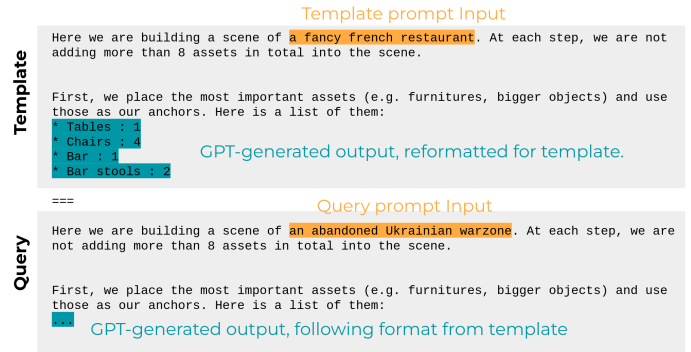 Template prompt Input
Template
Here we are building a scene of a fancy french restaurant. At each step, we are not
adding more than 8 assets in total into the scene.
First, we place the most important assets (e.g. furnitures, bigger objects) and use
those as our anchors. Here is a list of them:
* Tables : 1
* Chairs : 4
* Bar : 1
* Bar stools : 2
GPT-generated output, reformatted for template.
===
Query prompt Input
Query
Here we are building a scene of an abandoned Ukrainian warzone. At each step, we are
not adding more than 8 assets in total into the scene.
First, we place the most important assets (e.g. furnitures, bigger objects) and use
those as our anchors. Here is a list of them:
...
GPT-generated output, following format from template